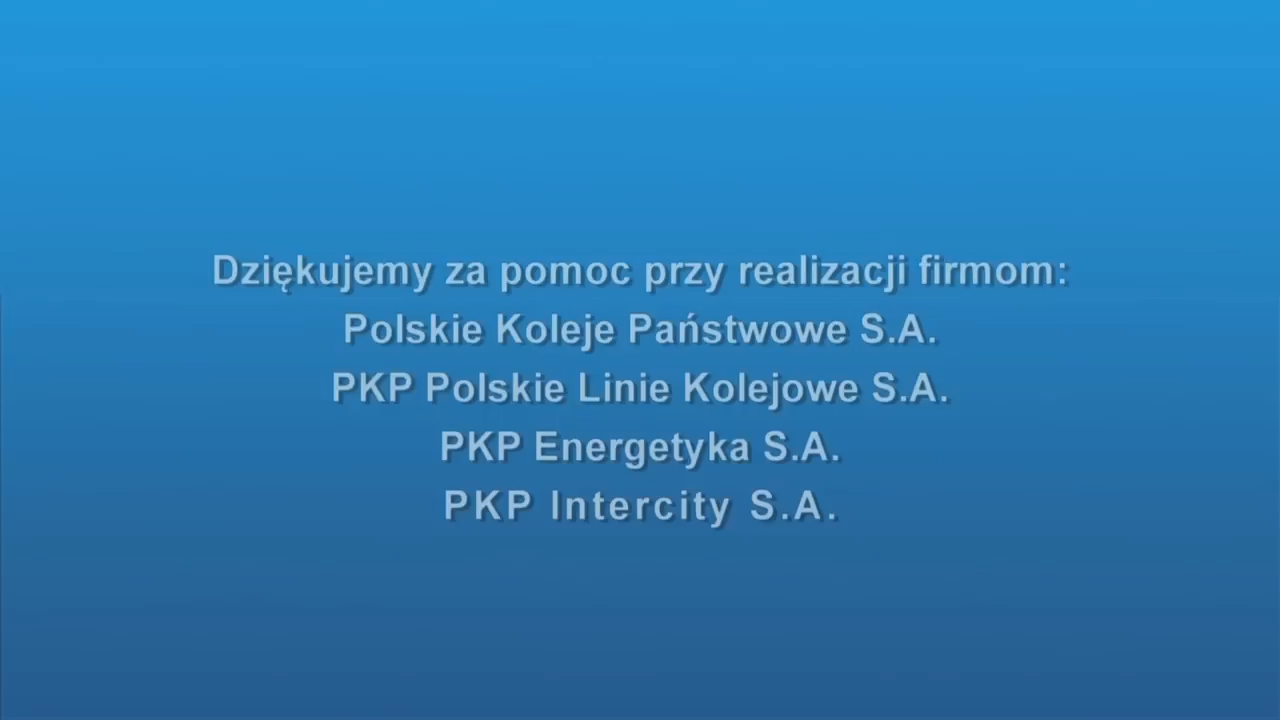 Dziękujemy za pomoc przy realizacji firmom:
Polskie Koleje Państwowe S.A.
PKP Polskie Linie Kolejowe S.A.
PKP Energetyka S.A.
PKP Intercity S.A.